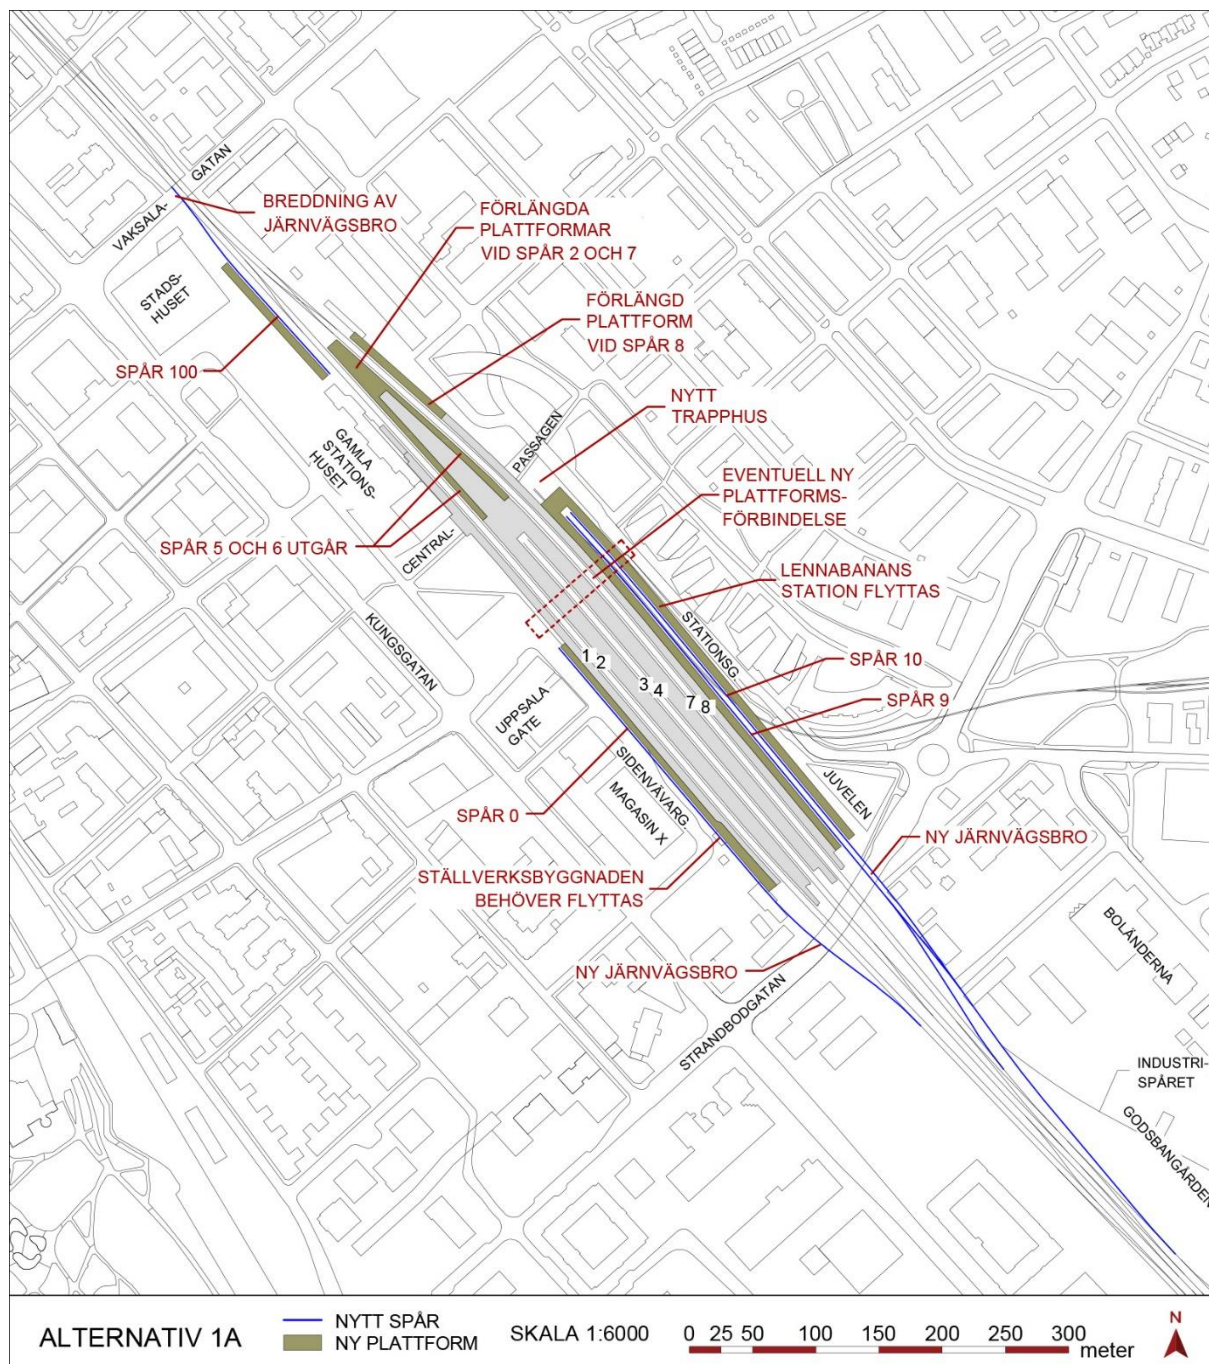 GATAN
VAKSALA-
BREDDNING AV
JÄRNVÄGSBRO
FÖRLÄNGDA
PLATTFORMAR
VID SPÅR 2 OCH 7
STADS-
HUSET
FÖRLÄNGD
PLATTFORM
VID SPÅR 8
SPÅR 100
NYTT
TRAPPHUS
PASSAGEN
GAMLA
STATIONS-
HUSET
EVENTUELL NY
PLATTFORMS-
FÖRBINDELSE
SPÅR 5 OCH 6 UTGÅR
CENTRAL-
LENNABANANS
STATION FLYTTAS
KUNGSGATAN
STATIONSG
1 2
3 4
7 8
SPÅR 10
SPÅR 9
UPPSALA
GATE
SIDENVÄVARG
MAGASIN X
JUVELEN
SPÅR 0
NY JÄRNVÄGSBRO
STÄLLVERKSBYGGNADEN
BEHÖVER FLYTTAS
BOLÄNDERNA
NY JÄRNVÄGSBRO
STRANDBODGATAN
INDUSTRI-
SPÅRET
GODSBANGÅRDEN
ALTERNATIV 1A
NYTT SPÅR
NY PLATTFORM
SKALA 1:6000
0 25 50 100 150 200 250 300
meter
N